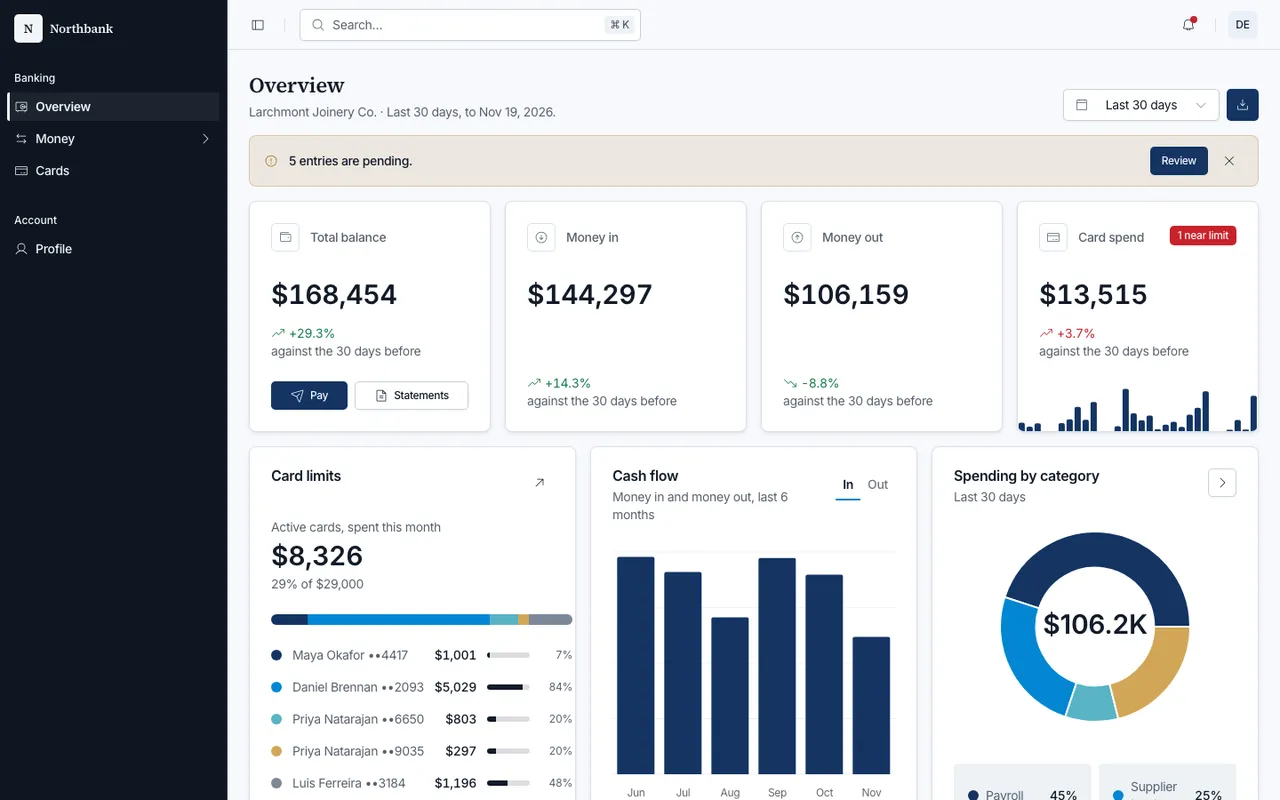 N Northbank
Banking
Overview
Money
Cards
Account
Profile
Search...
⌘ K
DE
Overview
Larchmont Joinery Co. · Last 30 days, to Nov 19, 2026.
Last 30 days
5 entries are pending.
Review
Total balance
$168,454
+29.3%
against the 30 days before
Pay
Statements
Money in
$144,297
+14.3%
against the 30 days before
Money out
$106,159
-8.8%
against the 30 days before
Card spend
1 near limit
$13,515
+3.7%
against the 30 days before
Card limits
Active cards, spent this month
$8,326
29% of $29,000
Maya Okafor ••4417 $1,001 7%
Daniel Brennan ••2093 $5,029 84%
Priya Natarajan ••6650 $803 20%
Priya Natarajan ••9035 $297 20%
Luis Ferreira ••3184 $1,196 48%
Cash flow
Money in and money out, last 6
months
In Out
Jun Jul Aug Sep Oct Nov
Spending by category
Last 30 days
$106.2K
Payroll 45%
Supplier 25%